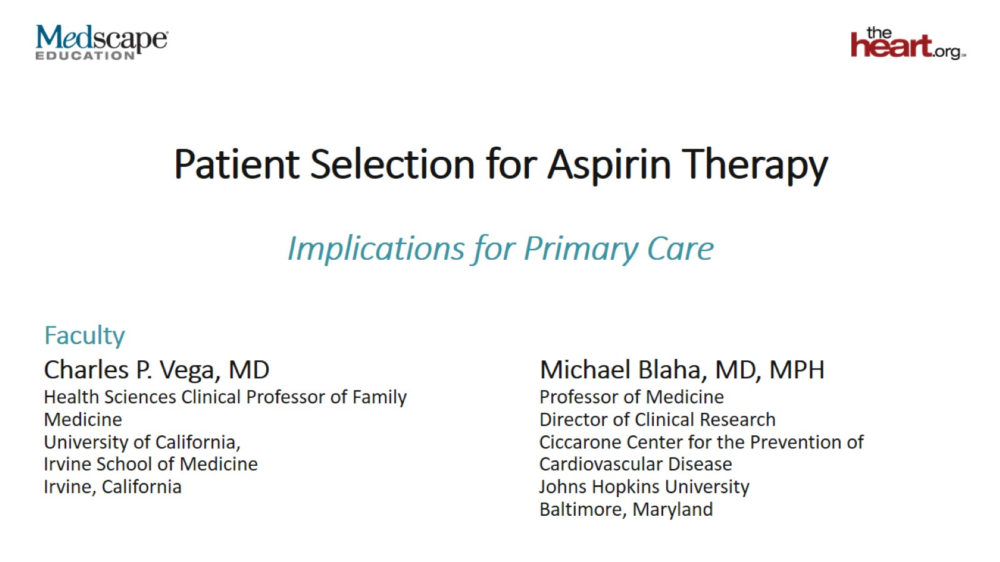 Medscape
EDUCATION
the
heart.org
Patient Selection for Aspirin Therapy
Implications for Primary Care
Faculty
Charles P. Vega, MD
Health Sciences Clinical Professor of Family
Medicine
University of California,
Irvine School of Medicine
Irvine, California
Michael Blaha, MD, MPH
Professor of Medicine
Director of Clinical Research
Ciccarone Center for the Prevention of
Cardiovascular Disease
Johns Hopkins University
Baltimore, Maryland